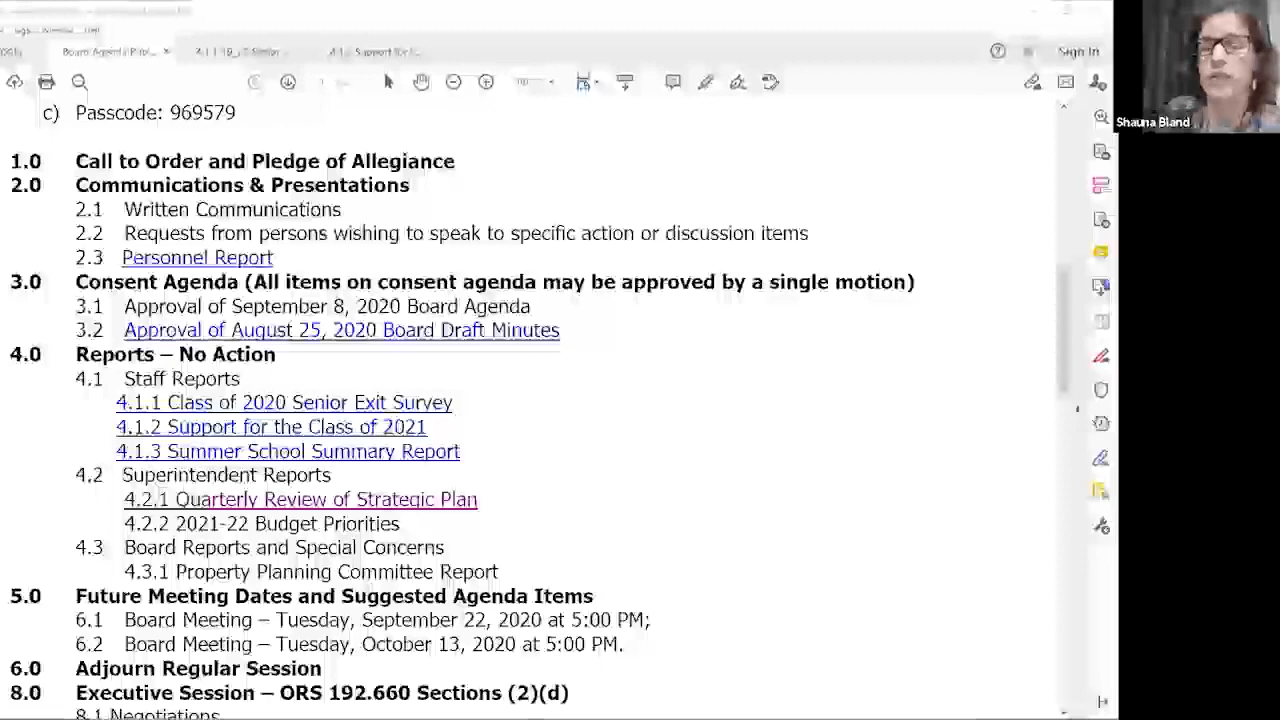 Board Agenda
Sign In
Shauna Bland
c) Passcode: 969579
1.0 Call to Order and Pledge of Allegiance
2.0 Communications & Presentations
2.1 Written Communications
2.2 Requests from persons wishing to speak to specific action or discussion items
2.3 Personnel Report
3.0 Consent Agenda (All items on consent agenda may be approved by a single motion)
3.1 Approval of September 8, 2020 Board Agenda
3.2 Approval of August 25, 2020 Board Draft Minutes
4.0 Reports – No Action
4.1 Staff Reports
4.1.1 Class of 2020 Senior Exit Survey
4.1.2 Support for the Class of 2021
4.1.3 Summer School Summary Report
4.2 Superintendent Reports
4.2.1 Quarterly Review of Strategic Plan
4.2.2 2021-22 Budget Priorities
4.3 Board Reports and Special Concerns
4.3.1 Property Planning Committee Report
5.0 Future Meeting Dates and Suggested Agenda Items
6.1 Board Meeting – Tuesday, September 22, 2020 at 5:00 PM;
6.2 Board Meeting – Tuesday, October 13, 2020 at 5:00 PM.
6.0 Adjourn Regular Session
8.0 Executive Session – ORS 192.660 Sections (2)(d)
8.1 Negotiations